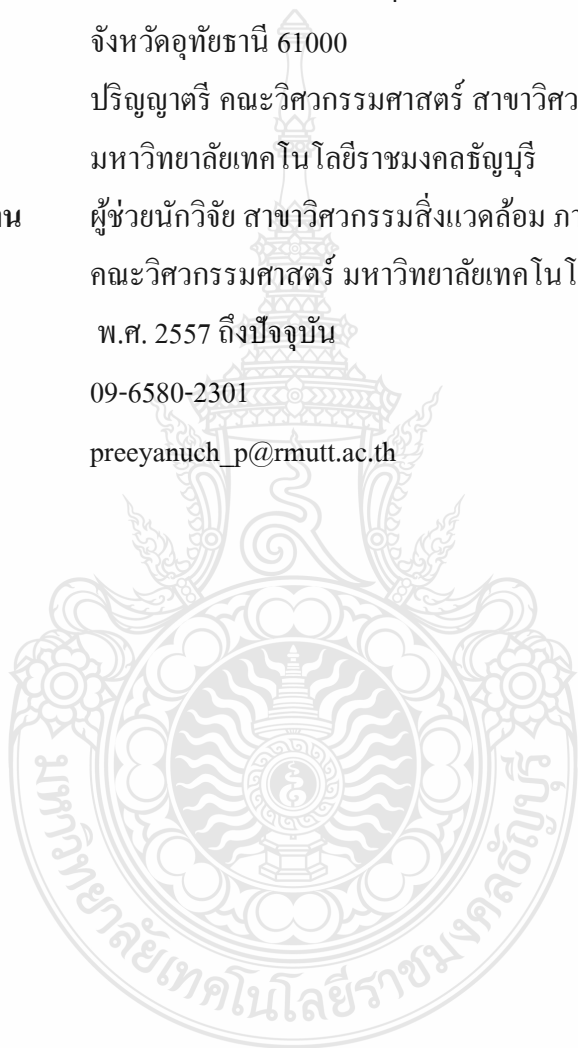 จังหวัดอุทัยธานี 61000
ปริญญาตรี คณะวิศวกรรมศาสตร์ สาขาวิศว
มหาวิทยาลัยเทคโนโลยีราชมงคลธัญบุรี
น ผู้ช่วยนักวิจัย สาขาวิศวกรรมสิ่งแวดล้อม ภา
คณะวิศวกรรมศาสตร์ มหาวิทยาลัยเทคโนโ
พ.ศ. 2557 ถึงปัจจุบัน
09-6580-2301
preeyanuch_p@rmutt.ac.th
มหาวิทยาลัยเทคโนโลยีราชมงคลธัญบุรี